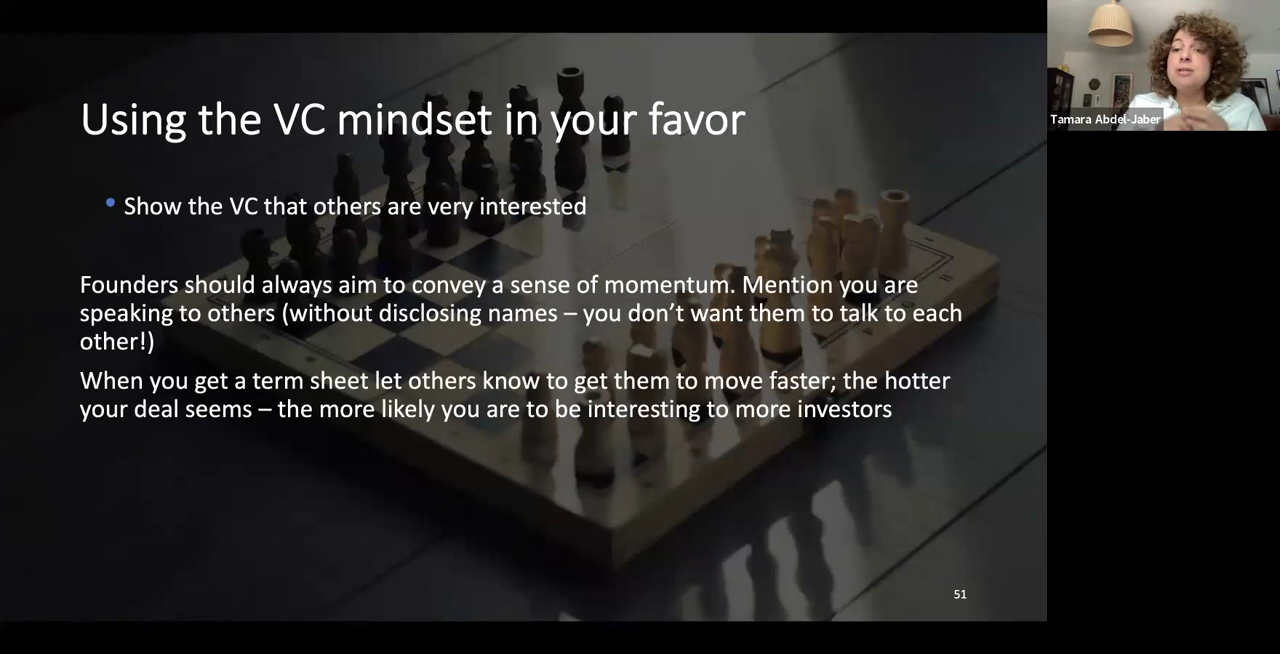 Using the VC mindset in your favor
Tamara Abdel-Jaber
• Show the VC that others are very interested
Founders should always aim to convey a sense of momentum. Mention you are
speaking to others (without disclosing names – you don’t want them to talk to each
other!)
When you get a term sheet let others know to get them to move faster; the hotter
your deal seems – the more likely you are to be interesting to more investors
51